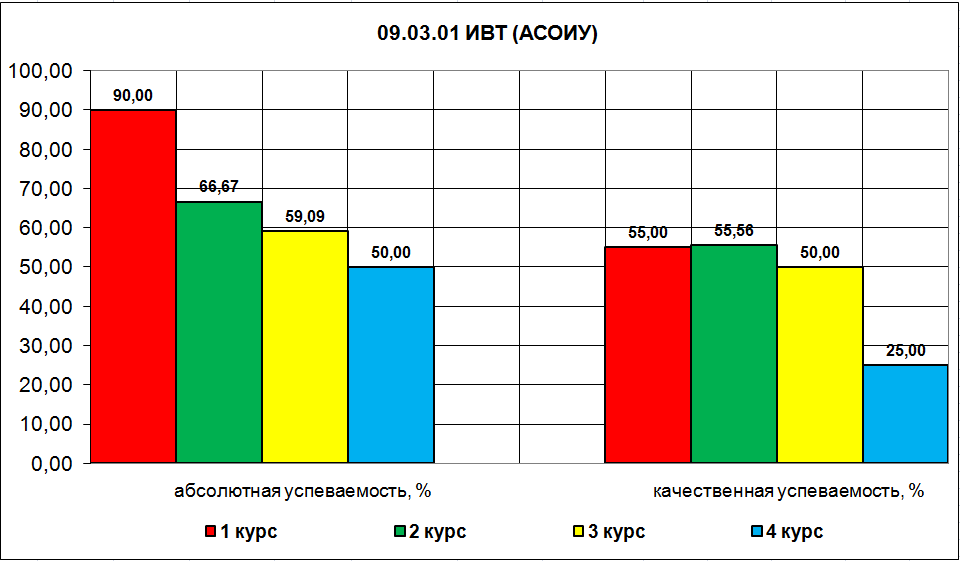 09.03.01 ИВТ (АСОИУ)
100,00
90,00
80,00
70,00
60,00
50,00
40,00
30,00
20,00
10,00
0,00
90,00
66,67
59,09
50,00
55,00
55,56
50,00
25,00
абсолютная успеваемость, %
качественная успеваемость, %
1 курс
2 курс
3 курс
4 курс